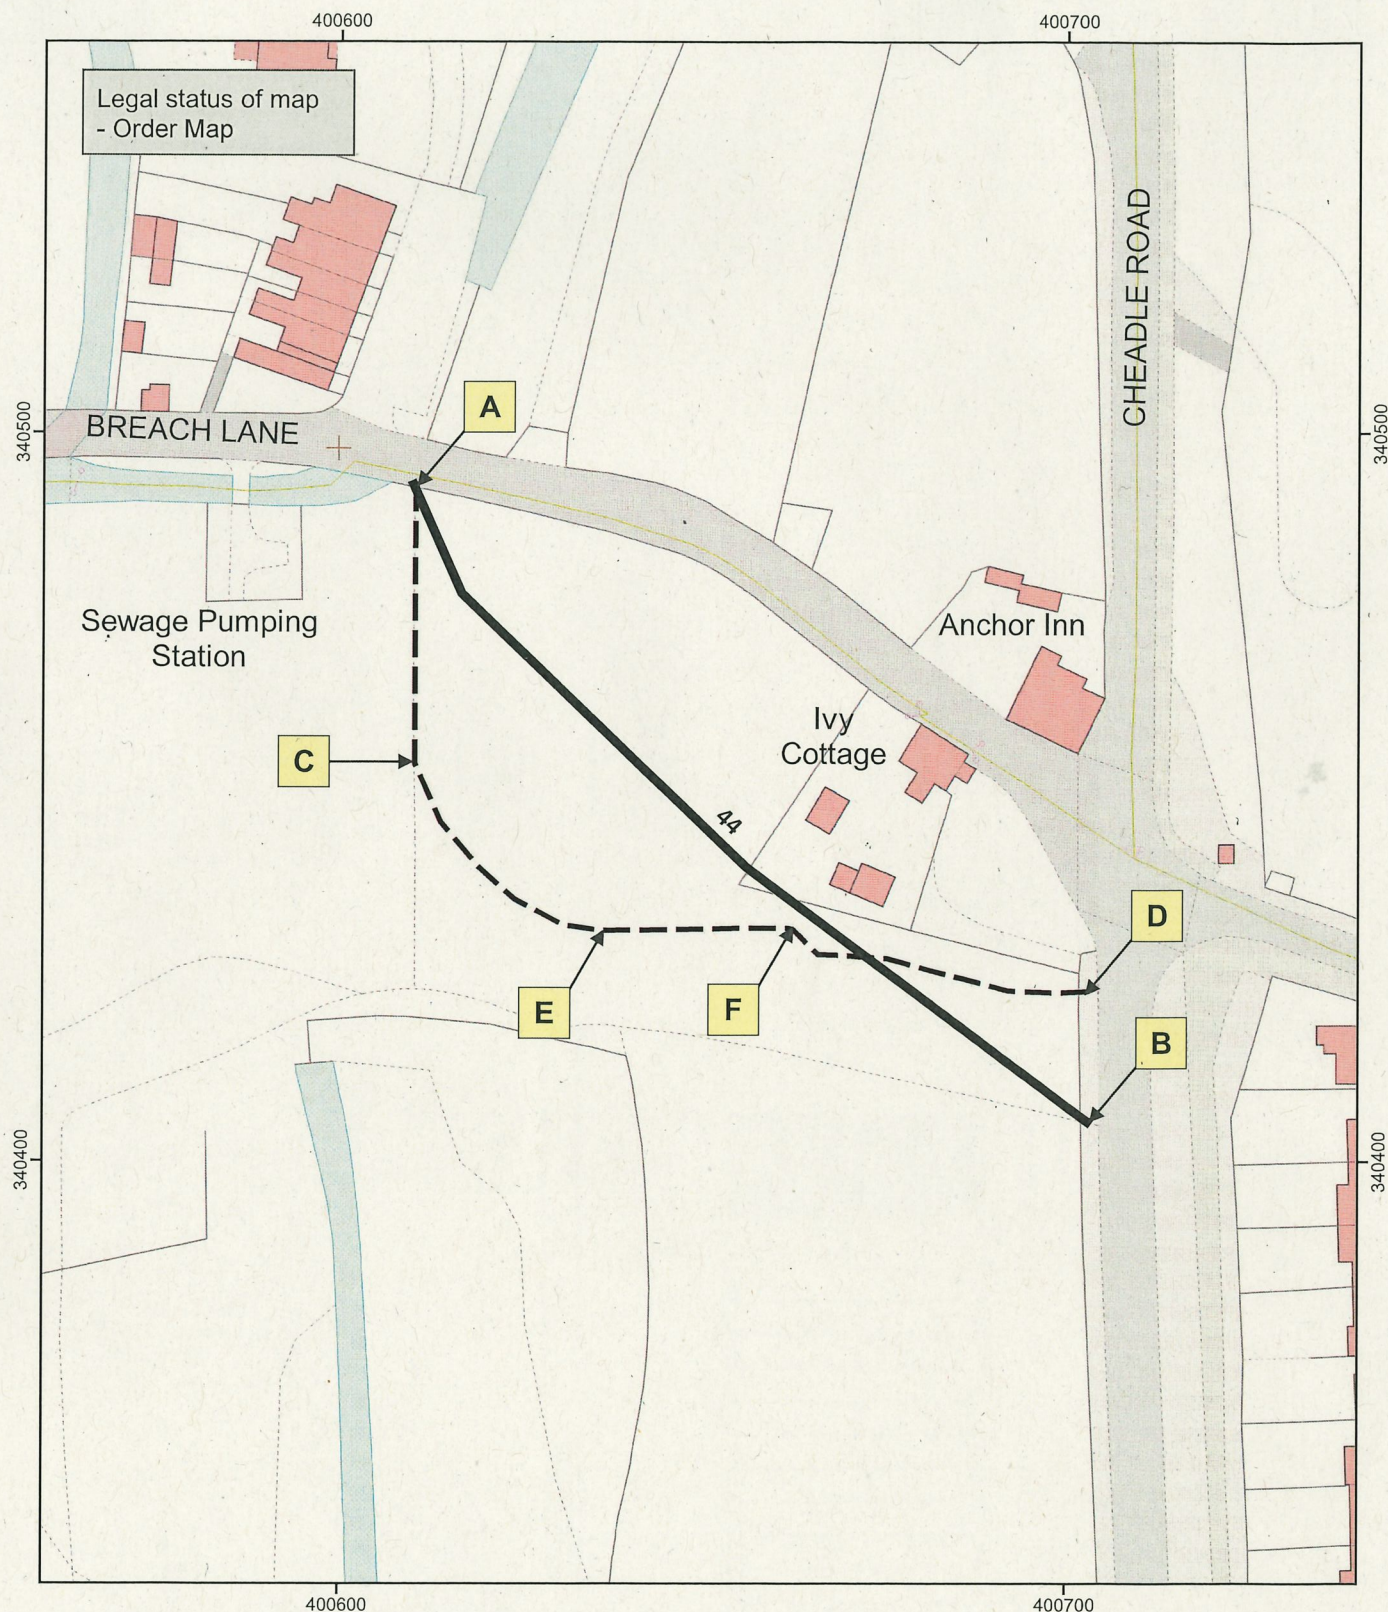 400600
400700
Legal status of map
- Order Map
CHEADLE ROAD
A
340500
BREACH LANE
340500
Sewage Pumping
Station
Anchor Inn
Ivy
Cottage
C
44
D
E
F
B
340400
340400
400600
400700